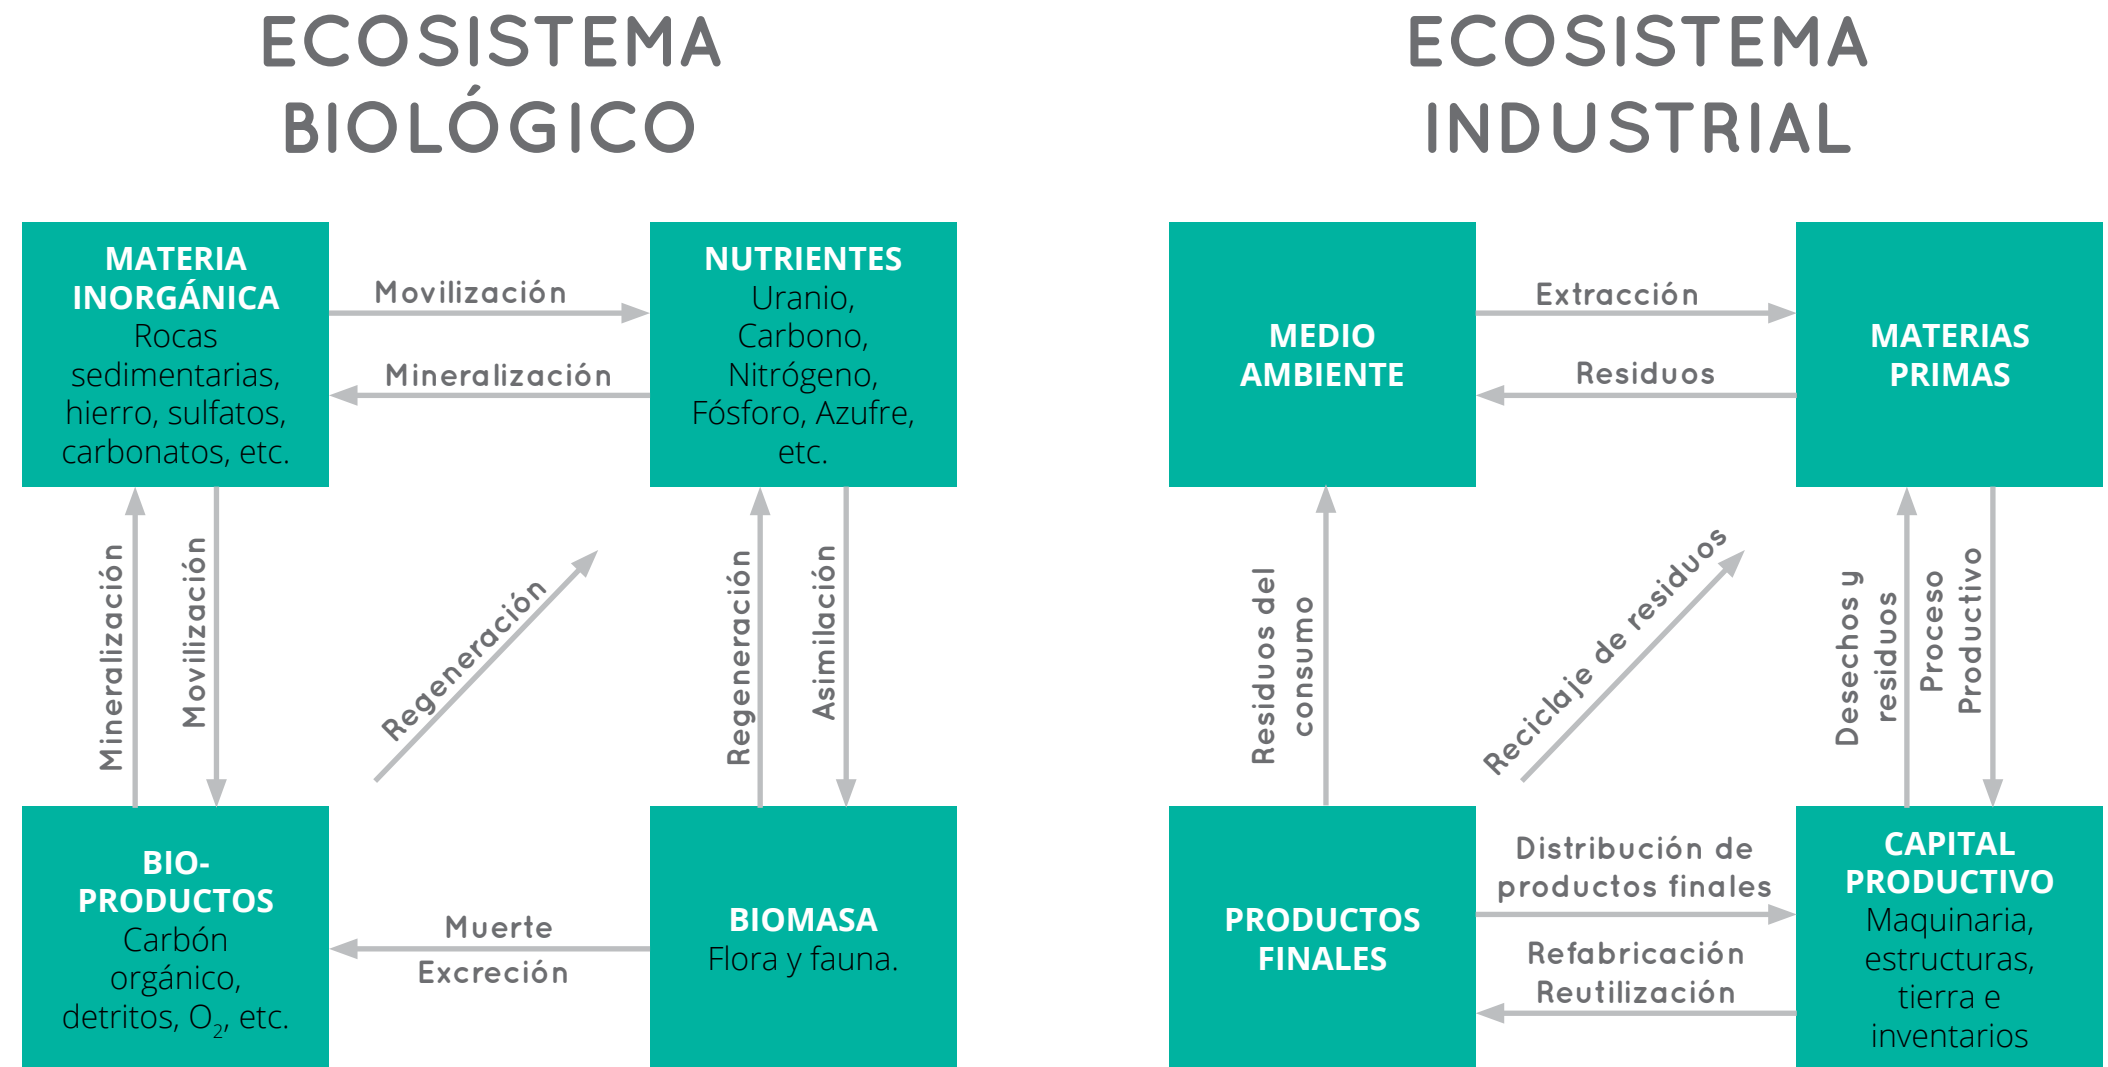 ECOSISTEMA
BIOLÓGICO
MATERIA
INORGÁNICA
Rocas
sedimentarias,
hierro, sulfatos,
carbonatos, etc.
Movilización
Mineralización
NUTRIENTES
Uranio,
Carbono,
Nitrógeno,
Fósforo, Azufre,
etc.
Mineralización
Movilización
Regeneración
Regeneración
Asimilación
BIO-
PRODUCTOS
Carbón
orgánico,
detritos, O₂, etc.
Muerte
Excreción
BIOMASA
Flora y fauna.
ECOSISTEMA
INDUSTRIAL
MEDIO
AMBIENTE
Extracción
Residuos
MATERIAS
PRIMAS
Residuos del
consumo
Reciclaje de residuos
Desechos y
residuos
Proceso
Productivo
PRODUCTOS
FINALES
Distribución de
productos finales
Refabricación
Reutilización
CAPITAL
PRODUCTIVO
Maquinaria,
estructuras,
tierra e
inventarios